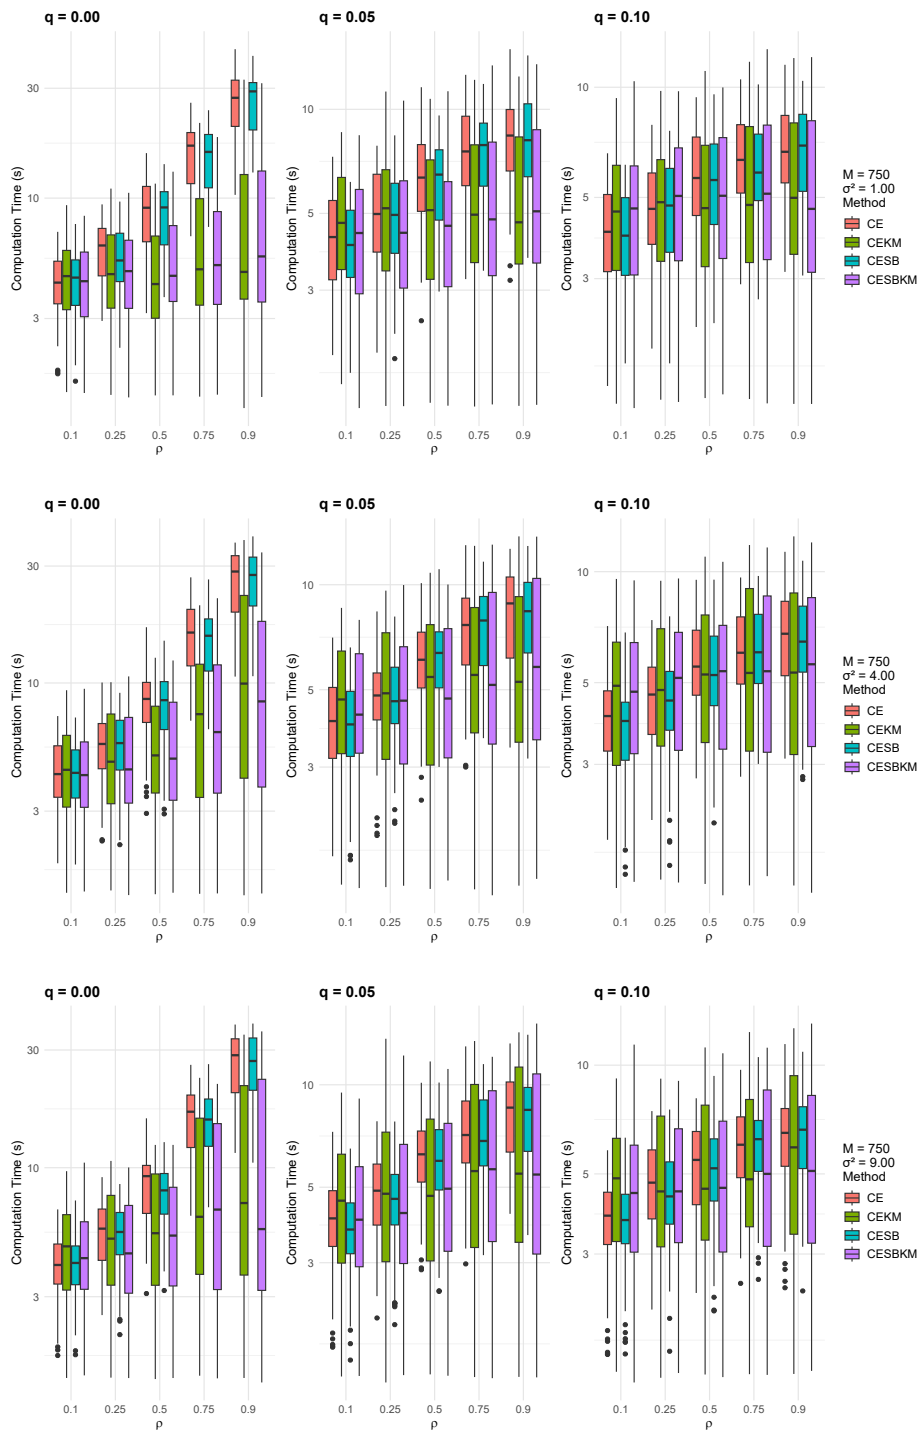 q = 0.00
q = 0.05
q = 0.10
Computation Time (s)
30
10
3
0.1 0.25 0.5 0.75 0.9
ρ
Computation Time (s)
10
5
3
0.1 0.25 0.5 0.75 0.9
ρ
Computation Time (s)
10
5
3
0.1 0.25 0.5 0.75 0.9
ρ
M = 750
σ² = 1.00
Method
CE
CEKM
CESB
CESBKM
q = 0.00
q = 0.05
q = 0.10
Computation Time (s)
30
10
3
0.1 0.25 0.5 0.75 0.9
ρ
Computation Time (s)
10
5
3
0.1 0.25 0.5 0.75 0.9
ρ
Computation Time (s)
10
5
3
0.1 0.25 0.5 0.75 0.9
ρ
M = 750
σ² = 4.00
Method
CE
CEKM
CESB
CESBKM
q = 0.00
q = 0.05
q = 0.10
Computation Time (s)
30
10
3
0.1 0.25 0.5 0.75 0.9
ρ
Computation Time (s)
10
5
3
0.1 0.25 0.5 0.75 0.9
ρ
Computation Time (s)
10
5
3
0.1 0.25 0.5 0.75 0.9
ρ
M = 750
σ² = 9.00
Method
CE
CEKM
CESB
CESBKM